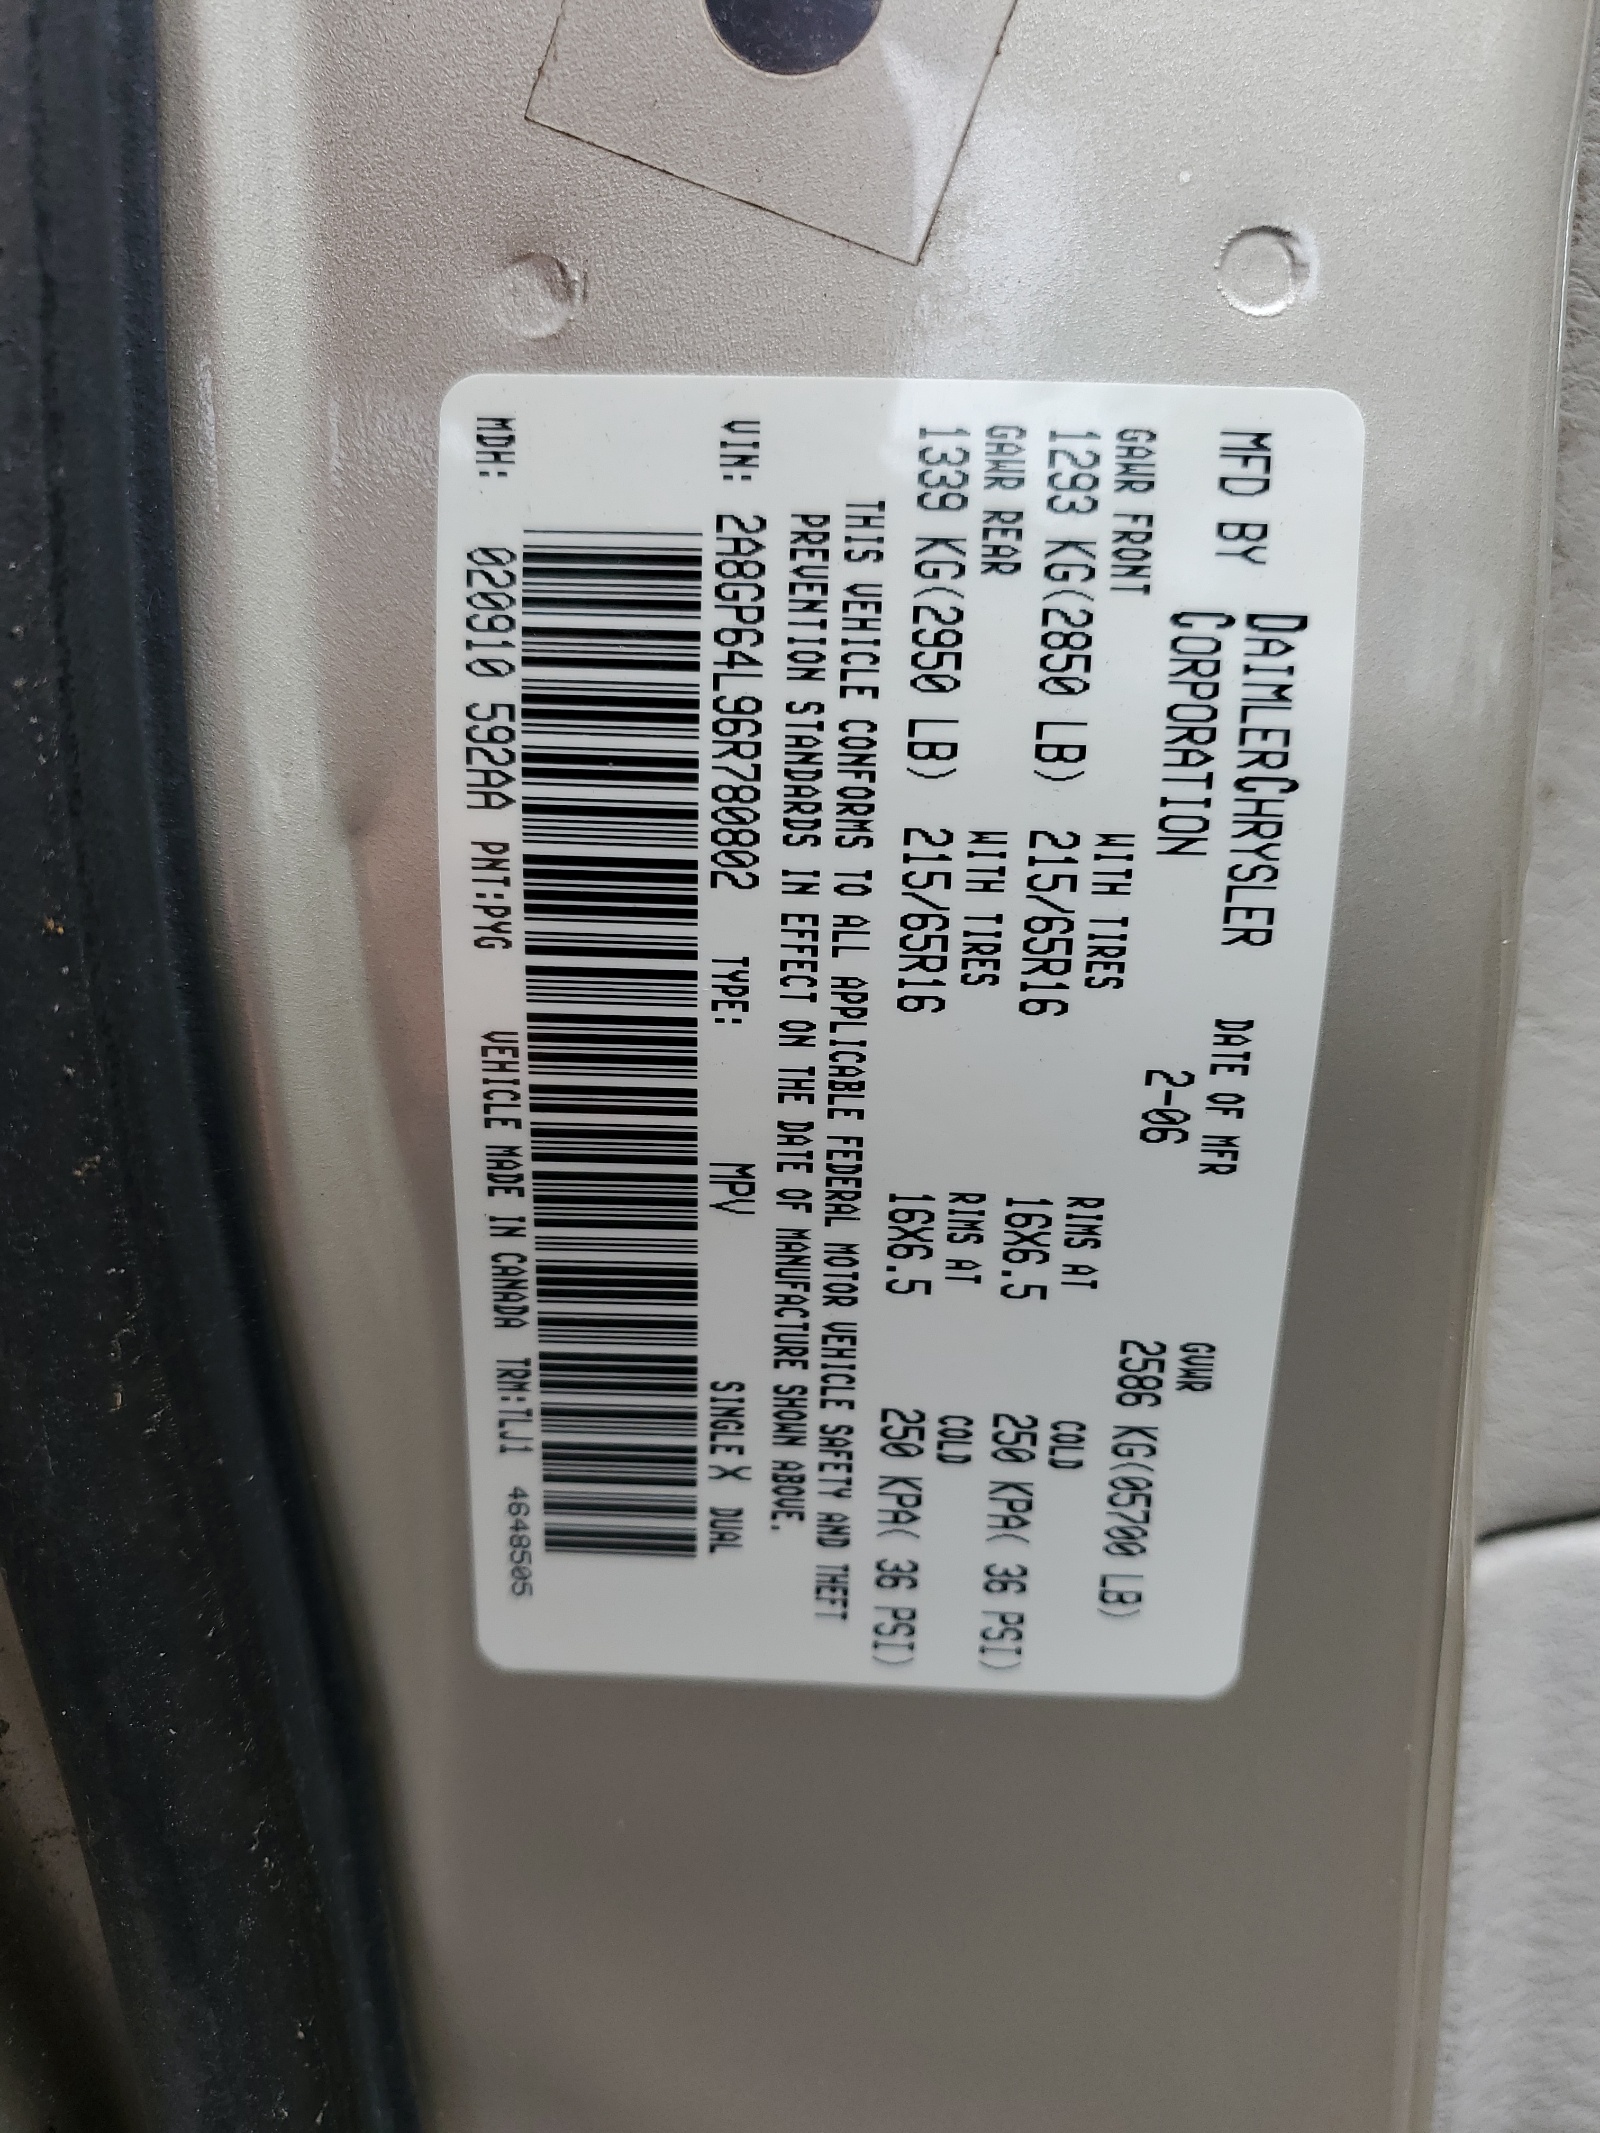 MFD BY DAIMLERCHRYSLER CORPORATION
DATE OF MFR 2-06
GVWR 2586 KG(05700 LB)
GAWR FRONT WITH TIRES RIMS AT COLD
1293 KG(2850 LB) 215/65R16 16X6.5 250 KPA( 36 PSI)
GAWR REAR WITH TIRES RIMS AT COLD
1339 KG(2950 LB) 215/65R16 16X6.5 250 KPA( 36 PSI)
THIS VEHICLE CONFORMS TO ALL APPLICABLE FEDERAL MOTOR VEHICLE SAFETY AND THEFT
PREVENTION STANDARDS IN EFFECT ON THE DATE OF MANUFACTURE SHOWN ABOVE.
VIN: 2A8GP64L96R780802 TYPE: MPV SINGLE X DUAL
MDH: 020910 592AA PNT:PYG VEHICLE MADE IN CANADA TRM:TLJ1 4648505